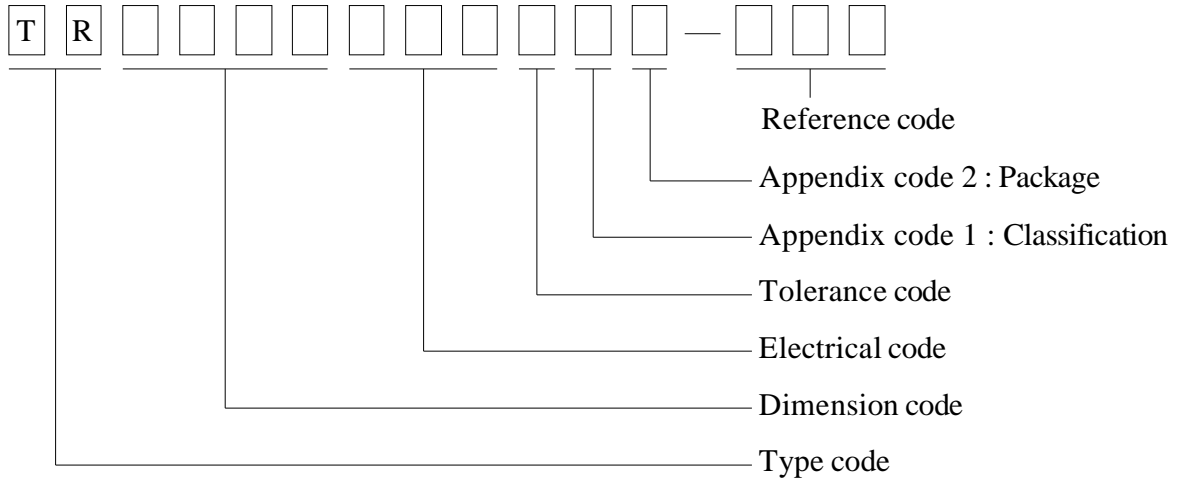 T R —
Reference code
Appendix code 2 : Package
Appendix code 1 : Classification
Tolerance code
Electrical code
Dimension code
Type code